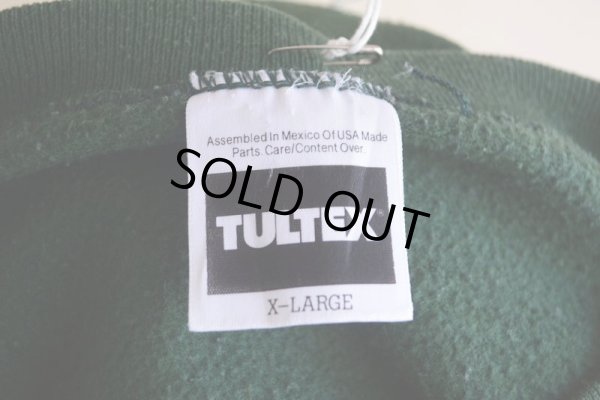 Assembled In Mexico Of USA Made
Parts. Care/Content Over.
SOLD OUT
TULTEX
X-LARGE